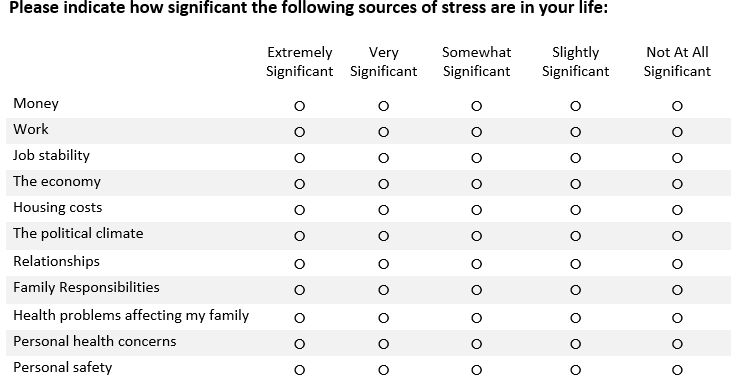 Please indicate how significant the following sources of stress are in your life:
Extremely Very Somewhat Slightly Not At All
Significant Significant Significant Significant Significant
Money
Work
Job stability
The economy
Housing costs
The political climate
Relationships
Family Responsibilities
Health problems affecting my family
Personal health concerns
Personal safety